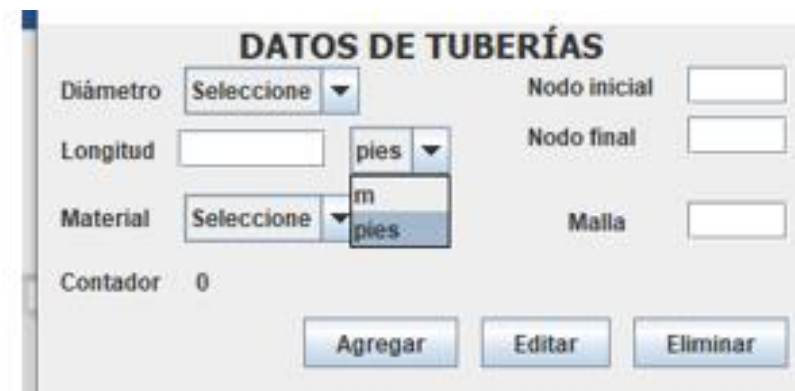 DATOS DE TUBERÍAS
Diámetro Seleccione Nodo inicial
Longitud pies Nodo final
m
Material Seleccione pies Malla
Contador 0
Agregar Editar Eliminar